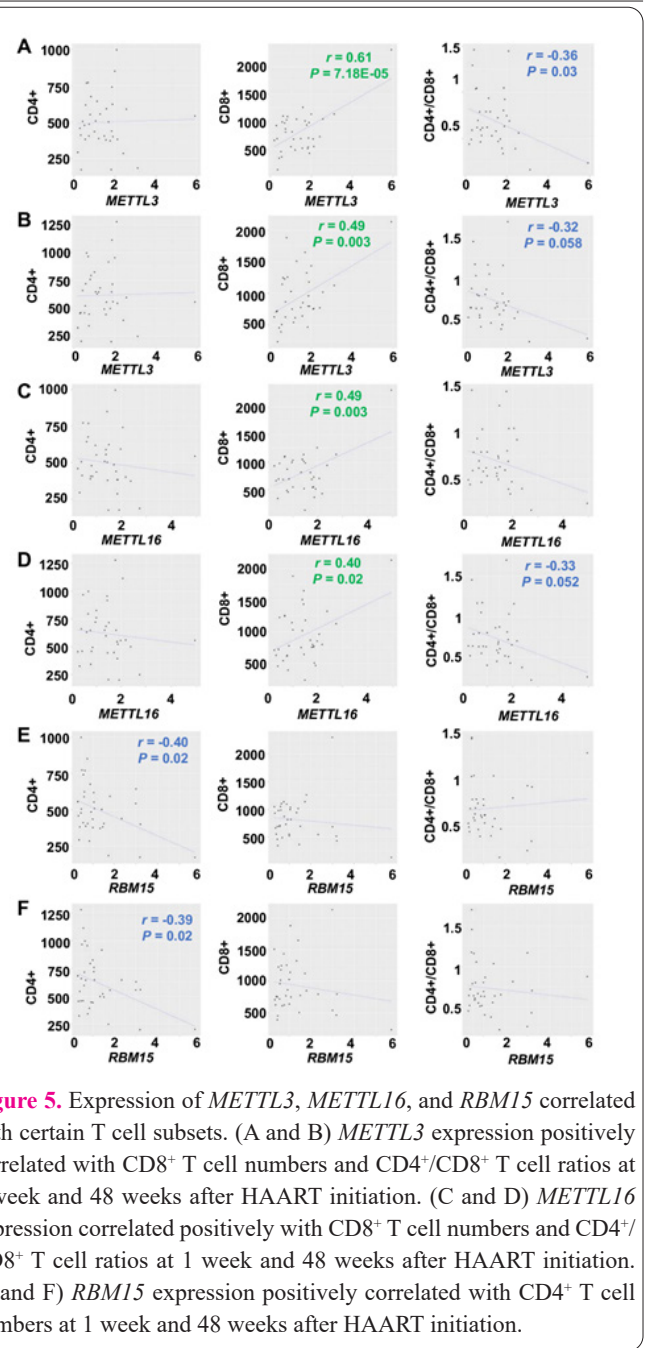 A
1000
750
500
250
CD4+
0 2 4 6
METTL3
2000
1500
1000
500
CD8+
r = 0.61
P = 7.18E-05
0 2 4 6
METTL3
1.5
1
0.5
CD4+/CD8+
r = -0.36
P = 0.03
0 2 4 6
METTL3
B
1250
1000
750
500
250
CD4+
0 2 4 6
METTL3
2000
1500
1000
500
CD8+
r = 0.49
P = 0.003
0 2 4 6
METTL3
1.5
1
0.5
CD4+/CD8+
r = -0.32
P = 0.058
0 2 4 6
METTL3
C
1000
750
500
250
CD4+
0 2 4
METTL16
2000
1500
1000
500
CD8+
r = 0.49
P = 0.003
0 2 4
METTL16
1.5
1
0.5
CD4+/CD8+
0 2 4
METTL16
D
1250
1000
750
500
250
CD4+
0 2 4
METTL16
2000
1500
1000
500
CD8+
r = 0.40
P = 0.02
0 2 4
METTL16
1.5
1
0.5
CD4+/CD8+
r = -0.33
P = 0.052
0 2 4
METTL16
E
1000
750
500
250
CD4+
r = -0.40
P = 0.02
0 2 4 6
RBM15
2000
1500
1000
500
CD8+
0 2 4 6
RBM15
1.5
1
0.5
CD4+/CD8+
0 2 4 6
RBM15
F
1250
1000
750
500
250
CD4+
r = -0.39
P = 0.02
0 2 4 6
RBM15
2000
1500
1000
500
CD8+
0 2 4 6
RBM15
1.5
1
0.5
CD4+/CD8+
0 2 4 6
RBM15
gure 5. Expression of METTL3, METTL16, and RBM15 correlated
th certain T cell subsets. (A and B) METTL3 expression positively
rrelated with CD8⁺ T cell numbers and CD4⁺/CD8⁺ T cell ratios at
week and 48 weeks after HAART initiation. (C and D) METTL16
pression correlated positively with CD8⁺ T cell numbers and CD4⁺/
D8⁺ T cell ratios at 1 week and 48 weeks after HAART initiation.
and F) RBM15 expression positively correlated with CD4⁺ T cell
mbers at 1 week and 48 weeks after HAART initiation.